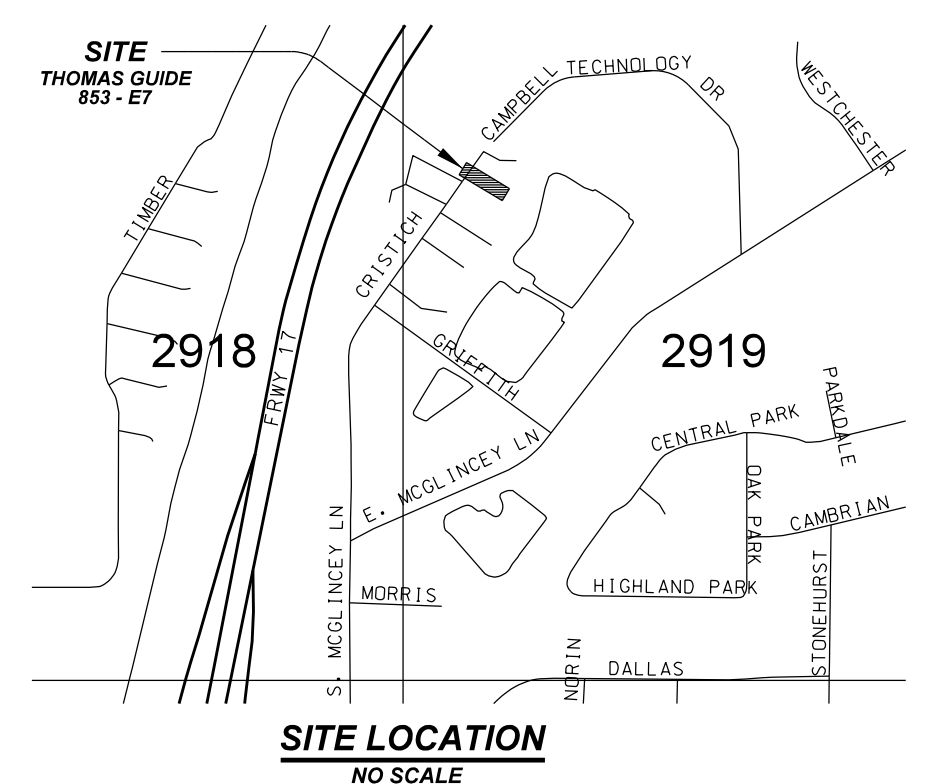 SITE
THOMAS GUIDE
853 - E7
CAMPBELL TECHNOLOGY DR
WESTCHESTER
TIMBER
CRISTICH
2918
FRWY 17
GRIFFITH
2919
PARKDALE
CENTRAL PARK
E. MCGLINCEY LN
OAK PARK
CAMBRIAN
S. MCGLINCEY LN
MORRIS
HIGHLAND PARK
STONEHURST
NORIN
DALLAS
SITE LOCATION
NO SCALE